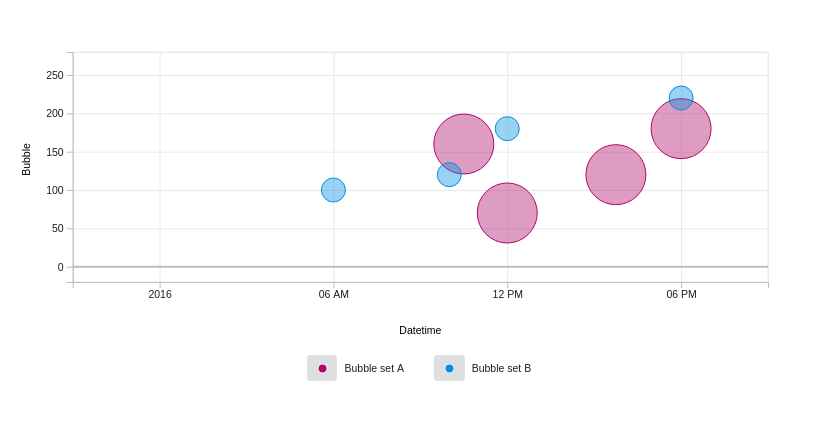 250
200
150
100
50
0
Bubble
2016
06 AM
12 PM
06 PM
Datetime
Bubble set A
Bubble set B